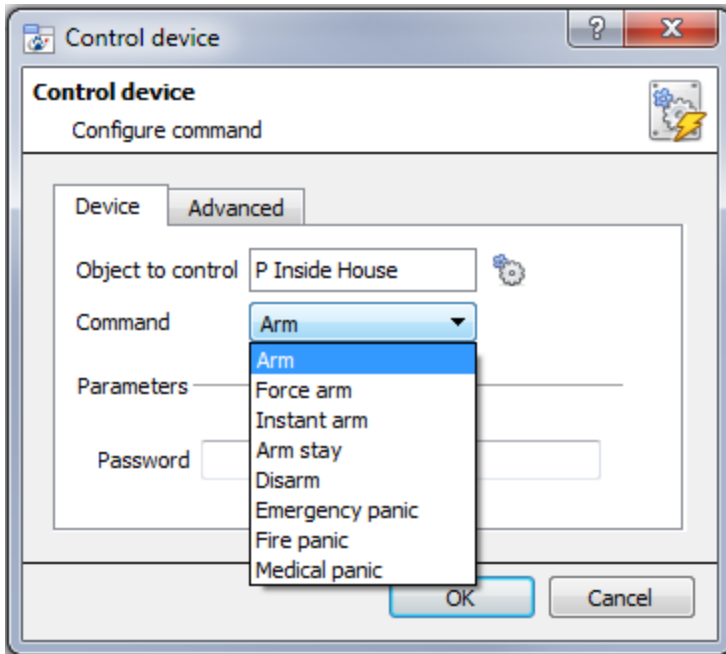 Control device
Control device
Configure command
Device Advanced
Object to control P Inside House
Command Arm
Arm
Parameters Force arm
Instant arm
Arm stay
Password
Disarm
Emergency panic
Fire panic
Medical panic
OK Cancel